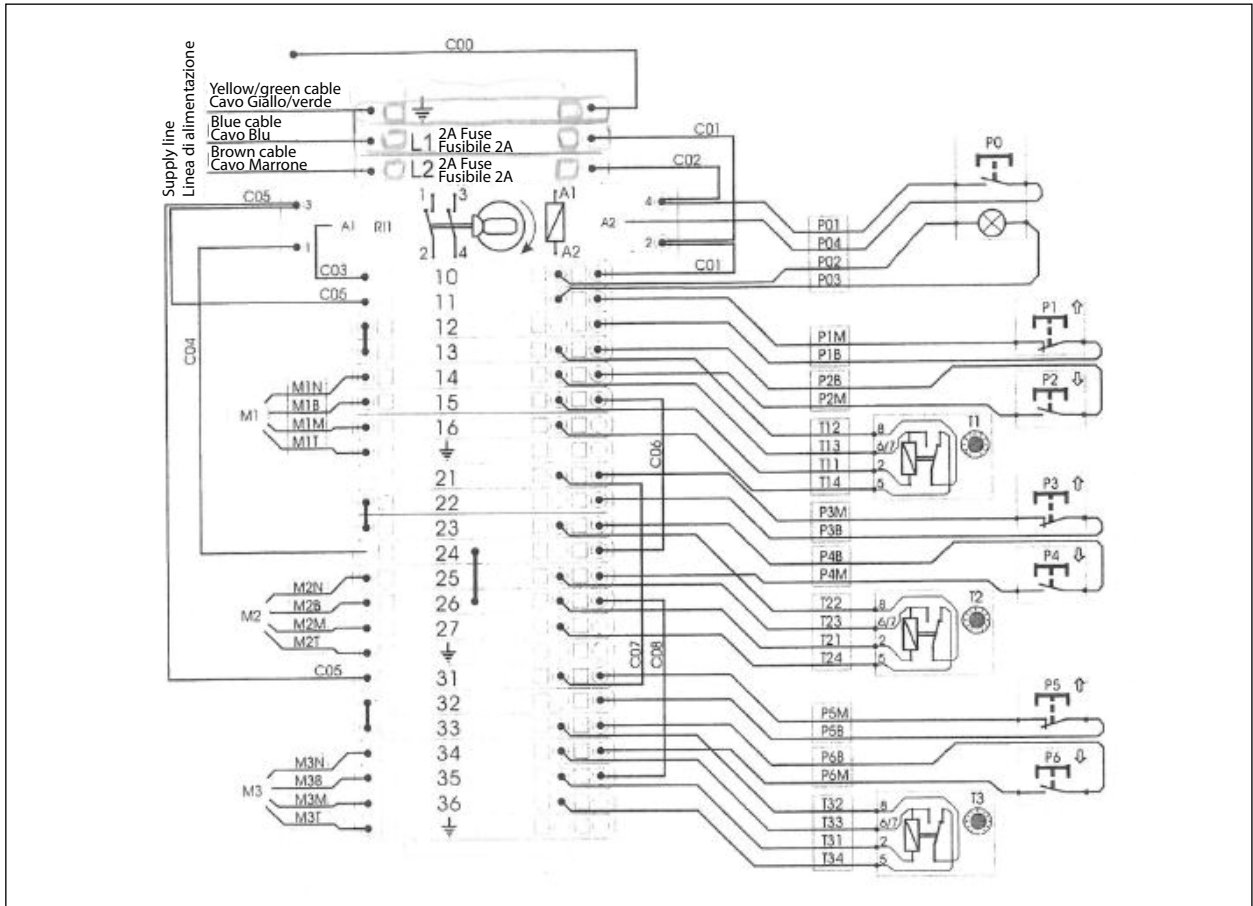 C00
Supply line
Linea di alimentazione
Yellow/green cable
Cavo Giallo/verde
Blue cable
Cavo Blu
Brown cable
Cavo Marrone
L1
2A Fuse
Fusibile 2A
L2
2A Fuse
Fusibile 2A
C01
C02
C05
3
1
A1
RI1
1
3
2
4
A1
A2
A2
4
2
C01
C03
C05
C04
P0
P01
P04
P02
P03
10
11
12
13
14
15
16
21
22
23
24
25
26
27
31
32
33
34
35
36
M1
M1N
M1B
M1M
M1T
M2
M2N
M2B
M2M
M2T
C05
M3
M3N
M3B
M3M
M3T
C06
C07
C08
P1M
P1B
P2B
P2M
P1
P2
T12
T13
T11
T14
8
6/7
2
5
T1
P3M
P3B
P4B
P4M
P3
P4
T22
T23
T21
T24
8
6/7
2
5
T2
P5M
P5B
P6B
P6M
P5
P6
T32
T33
T31
T34
8
6/7
2
5
T3